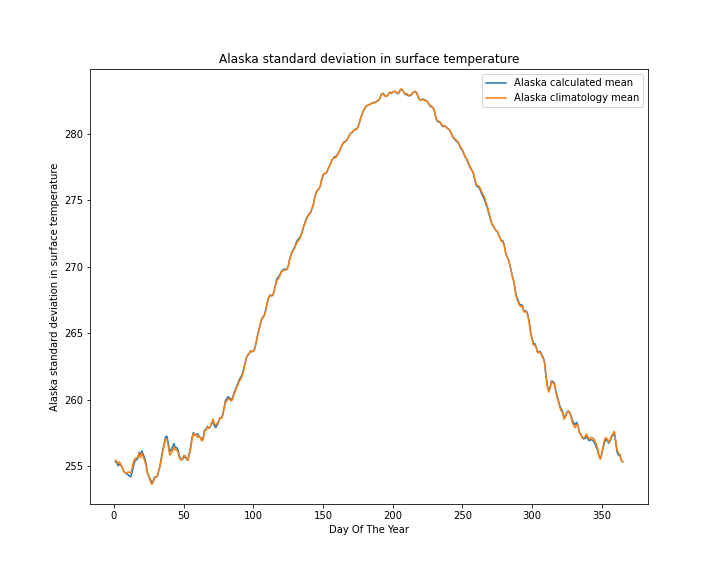 Alaska standard deviation in surface temperature
Alaska calculated mean
Alaska climatology mean
Alaska standard deviation in surface temperature
280
275
270
265
260
255
0 50 100 150 200 250 300 350
Day Of The Year